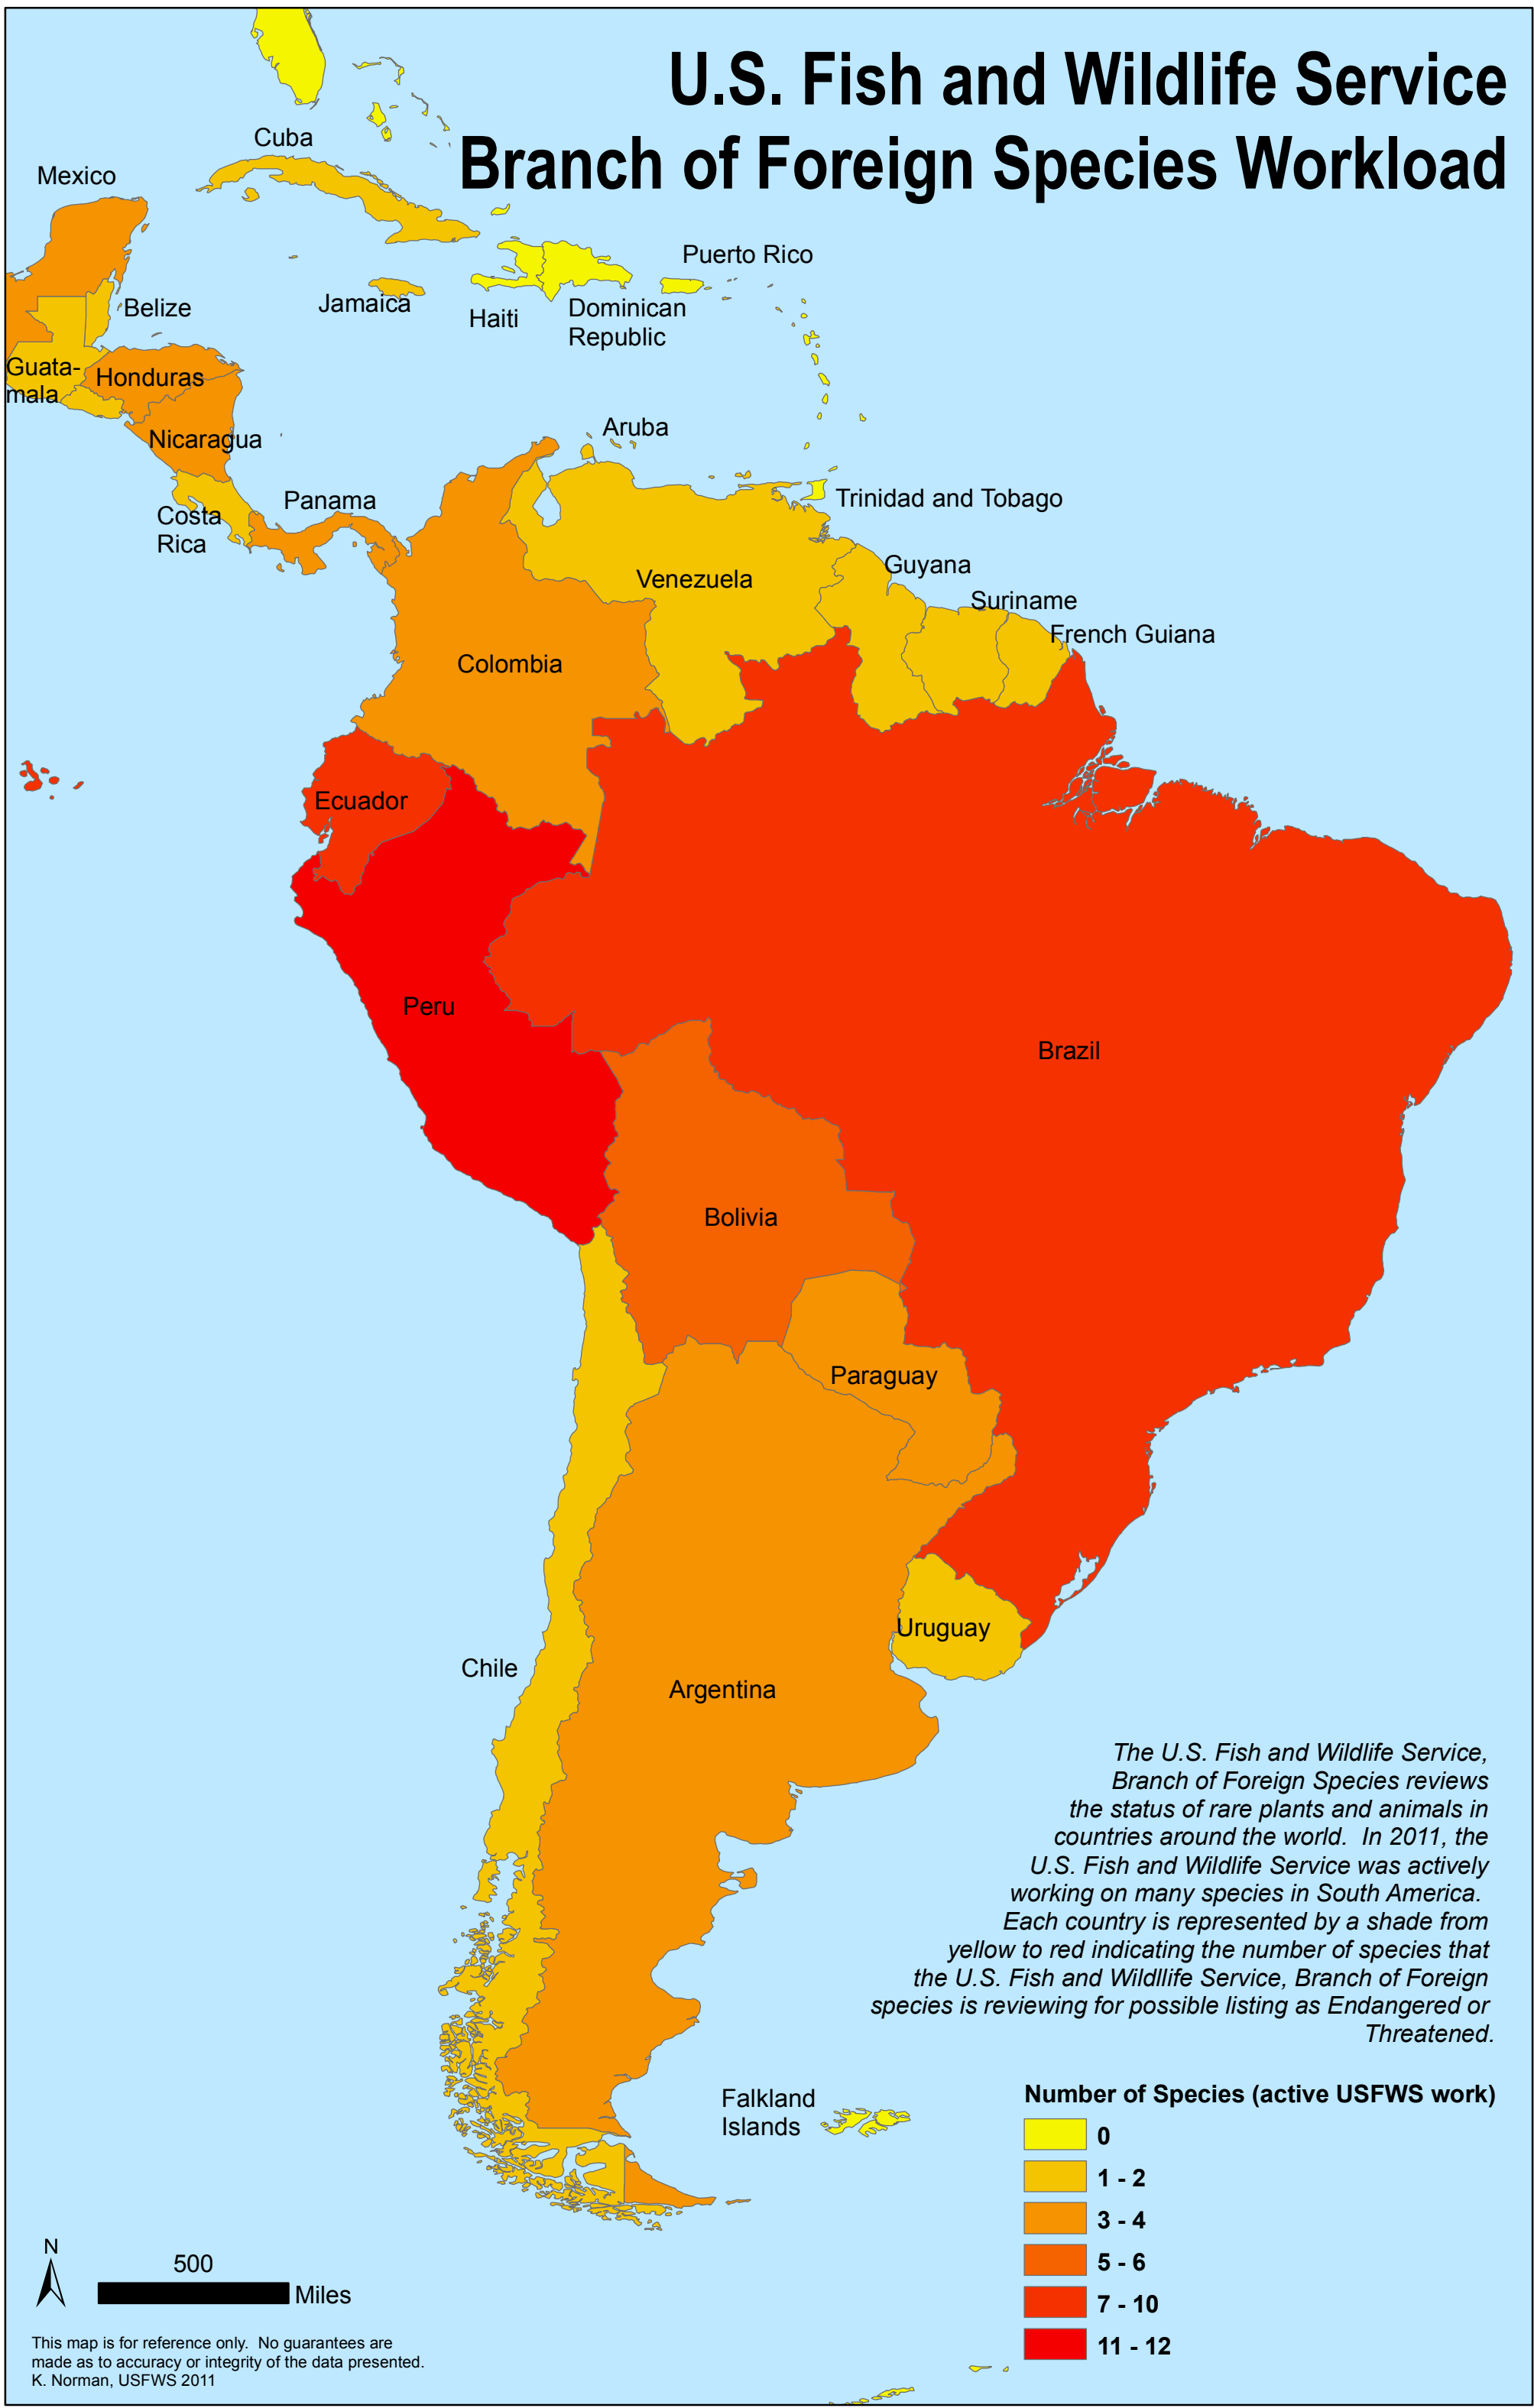 U.S. Fish and Wildlife Service
Branch of Foreign Species Workload
Cuba
Mexico
Puerto Rico
Belize
Jamaica
Haiti
Dominican
Republic
Guata-
mala
Honduras
Nicaragua
Aruba
Panama
Trinidad and Tobago
Costa
Rica
Venezuela
Guyana
Suriname
French Guiana
Colombia
Ecuador
Peru
Brazil
Bolivia
Paraguay
Uruguay
Chile
Argentina
The U.S. Fish and Wildlife Service,
Branch of Foreign Species reviews
the status of rare plants and animals in
countries around the world.  In 2011, the
U.S. Fish and Wildlife Service was actively
working on many species in South America.
Each country is represented by a shade from
yellow to red indicating the number of species that
the U.S. Fish and Wildllife Service, Branch of Foreign
species is reviewing for possible listing as Endangered or
Threatened.
Falkland
Islands
Number of Species (active USFWS work)
0
1 - 2
3 - 4
5 - 6
7 - 10
11 - 12
N
500
Miles
This map is for reference only.  No guarantees are
made as to accuracy or integrity of the data presented.
K. Norman, USFWS 2011